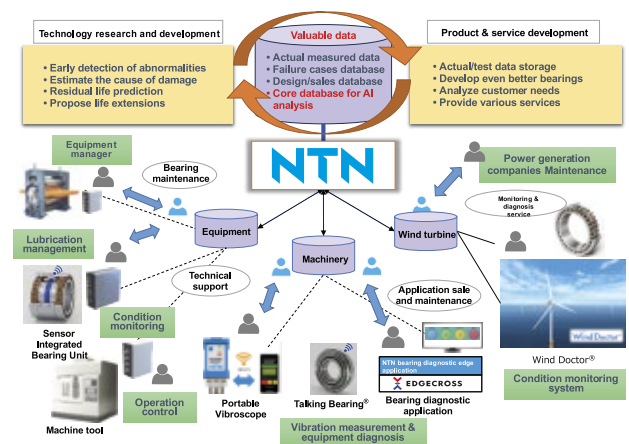 Technology research and development
• Early detection of abnormalities
• Estimate the cause of damage
• Residual life prediction
• Propose life extensions
Valuable data
• Actual measured data
• Failure cases database
• Design/sales database
• Core database for AI
analysis
Product & service development
• Actual/test data storage
• Develop even better bearings
• Analyze customer needs
• Provide various services
NTN
Equipment
manager
Bearing
maintenance
Power generation
companies Maintenance
Monitoring &
diagnosis
service
Lubrication
management
Equipment
Wind turbine
Machinery
Technical
support
Application sale
and maintenance
Sensor
Integrated
Bearing Unit
Condition
monitoring
Wind Doctor
Wind Doctor®
Condition monitoring
system
Machine tool
Operation
control
Portable
Vibroscope
Talking Bearing®
NTN bearing diagnostic edge
application
EDGECROSS
Bearing diagnostic
application
Vibration measurement &
equipment diagnosis